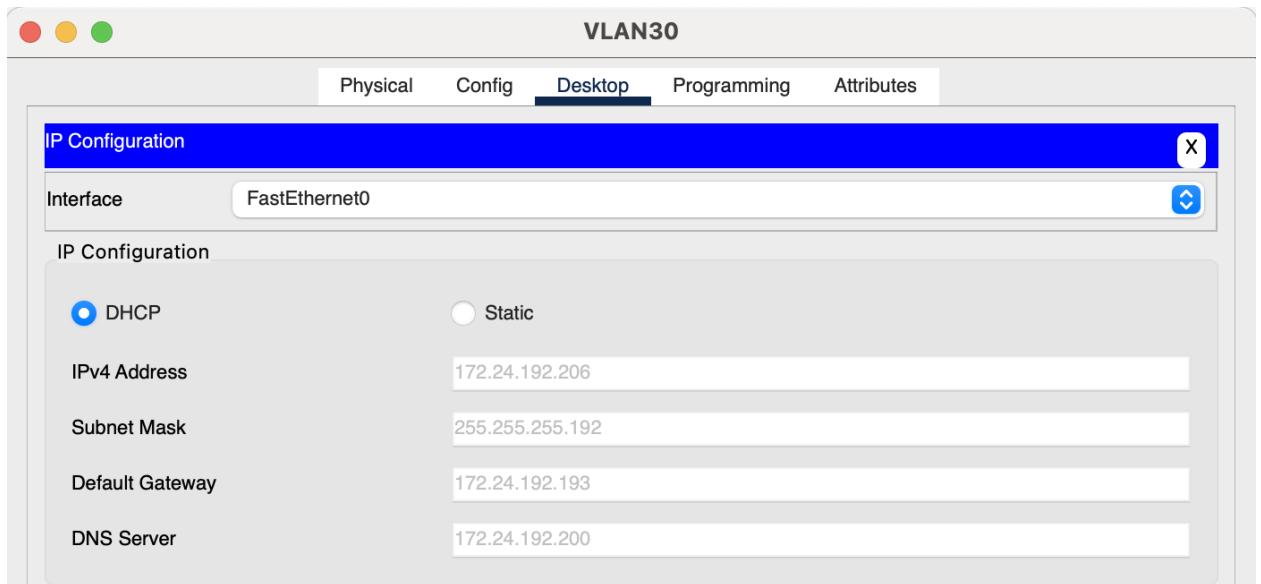 VLAN30
Physical Config Desktop Programming Attributes
IP Configuration X
Interface FastEthernet0
IP Configuration
DHCP Static
IPv4 Address 172.24.192.206
Subnet Mask 255.255.255.192
Default Gateway 172.24.192.193
DNS Server 172.24.192.200